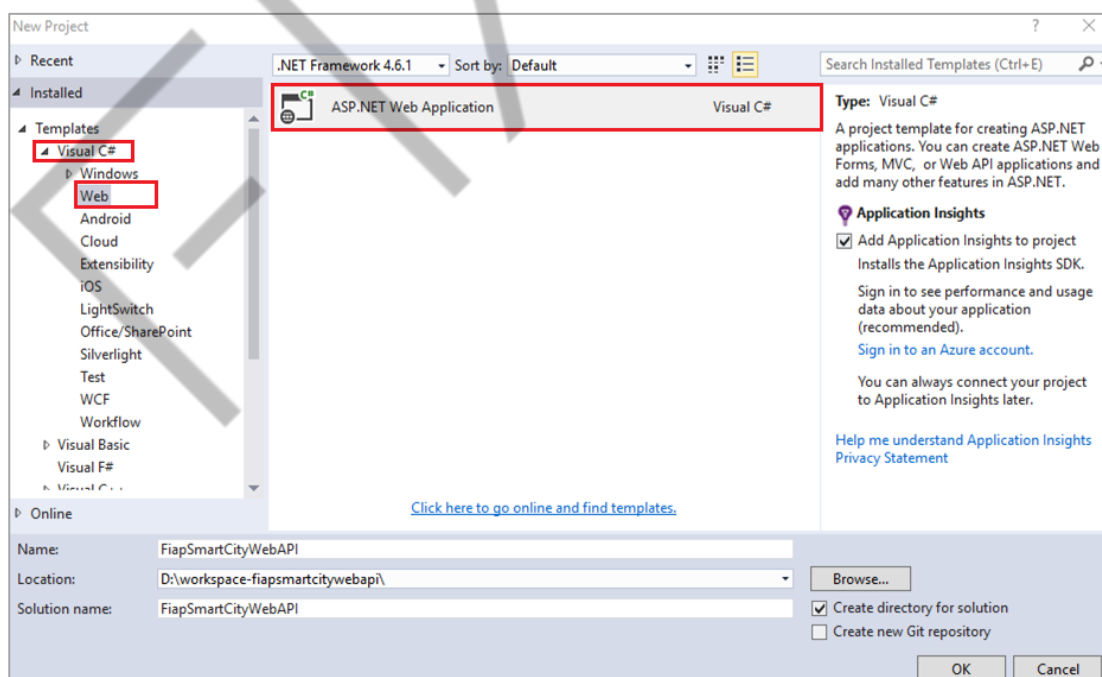 New Project
?
Recent
.NET Framework 4.6.1
Sort by: Default
Search Installed Templates (Ctrl+E)
Installed
Templates
Visual C#
Windows
Web
Android
Cloud
Extensibility
iOS
LightSwitch
Office/SharePoint
Silverlight
Test
WCF
Workflow
Visual Basic
Visual F#
Visual C++
Online
C#
ASP.NET Web Application
Visual C#
Click here to go online and find templates.
Type: Visual C#
A project template for creating ASP.NET
applications. You can create ASP.NET Web
Forms, MVC, or Web API applications and
add many other features in ASP.NET.
Application Insights
Add Application Insights to project
Installs the Application Insights SDK.
Sign in to see performance and usage
data about your application
(recommended).
Sign in to an Azure account.
You can always connect your project
to Application Insights later.
Help me understand Application Insights
Privacy Statement
Name: FiapSmartCityWebAPI
Location: D:\workspace-fiapsmartcitywebapi\
Browse...
Solution name: FiapSmartCityWebAPI
Create directory for solution
Create new Git repository
OK
Cancel